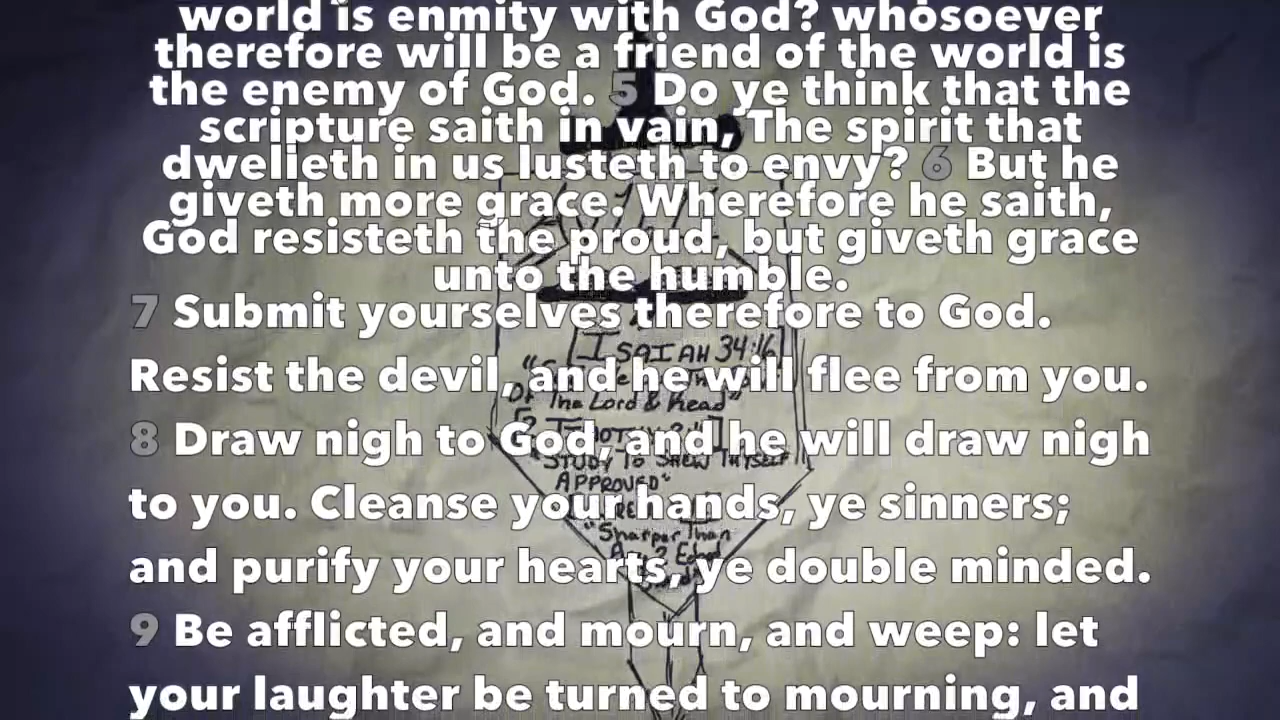 world is enmity with God? whosoever
therefore will be a friend of the world is
the enemy of God. 5 Do ye think that the
scripture saith in vain, The spirit that
dwelleth in us lusteth to envy? 6 But he
giveth more grace. Wherefore he saith,
God resisteth the proud, but giveth grace
unto the humble.
7 Submit yourselves therefore to God.
[ISAIAH 34:16]
Resist the devil, and he will flee from you.
Of The Lord & Read"
8 Draw nigh to God, and he will draw nigh
"STUDY To SHEW THYSELF
APPROVED"
to you. Cleanse your hands, ye sinners;
"Sharper Than
and purify your hearts, ye double minded.
9 Be afflicted, and mourn, and weep: let
your laughter be turned to mourning, and